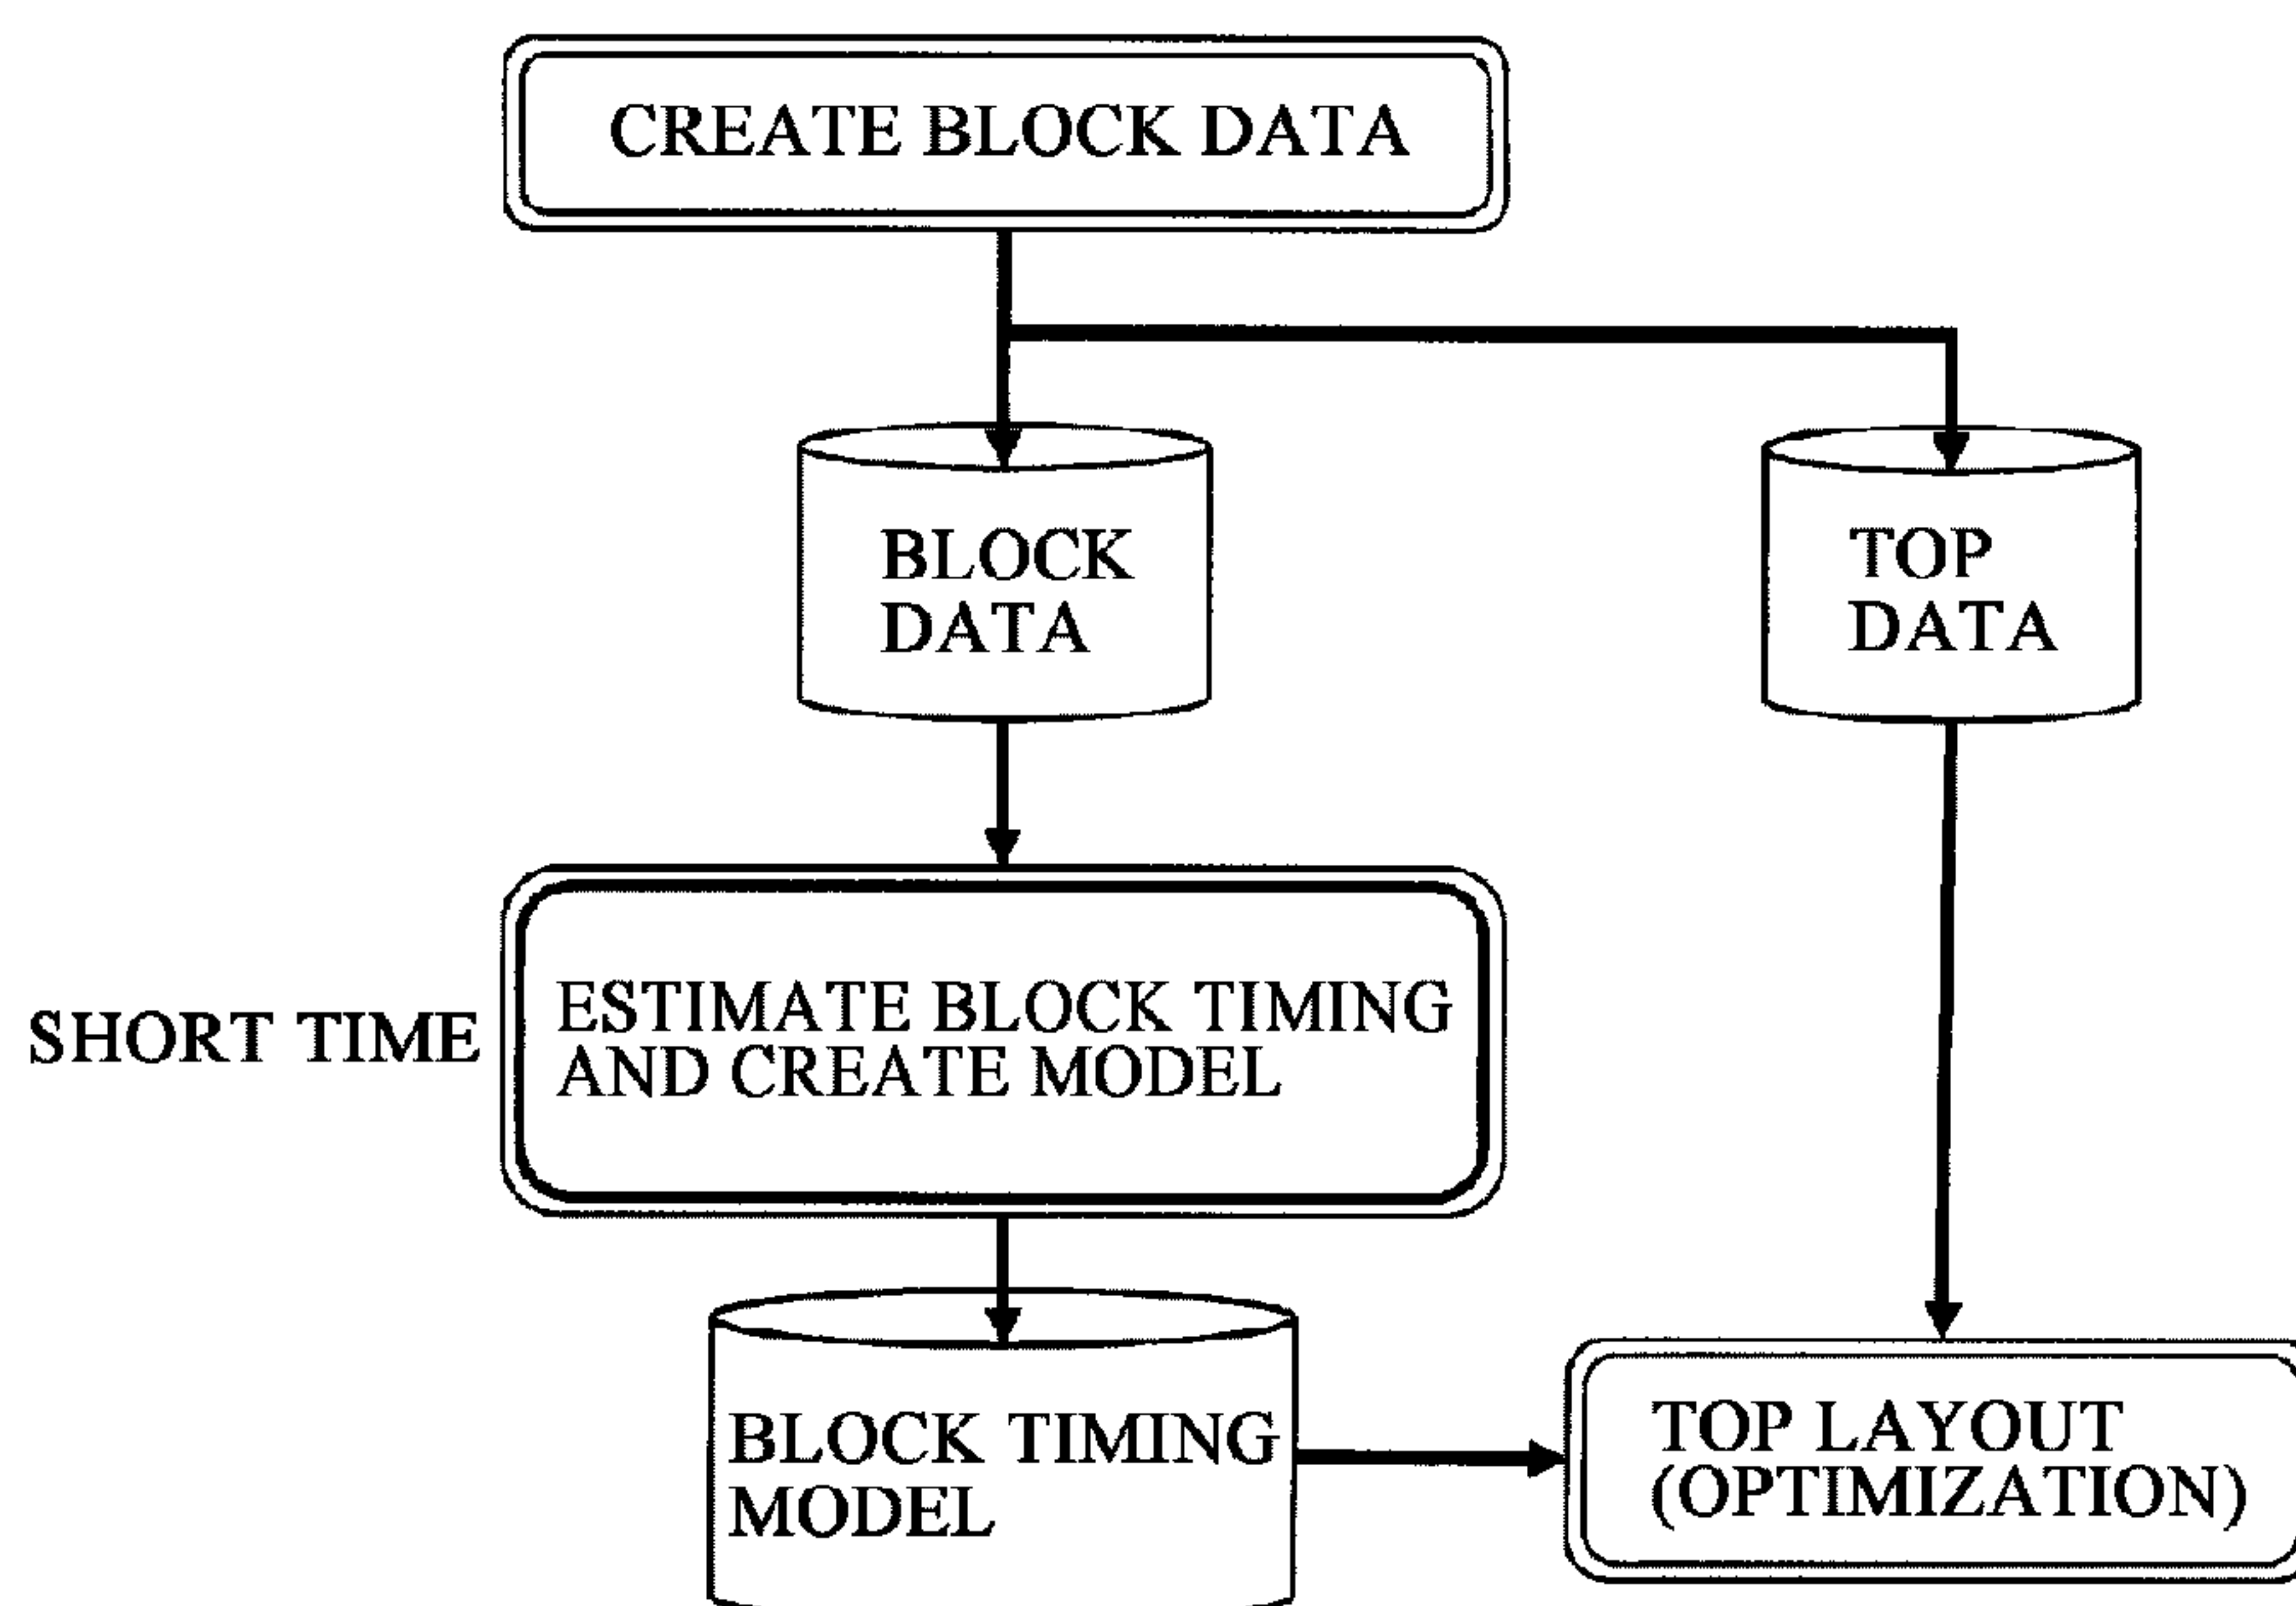 CREATE BLOCK DATA
BLOCK
DATA
TOP
DATA
SHORT TIME
ESTIMATE BLOCK TIMING
AND CREATE MODEL
BLOCK TIMING
MODEL
TOP LAYOUT
(OPTIMIZATION)